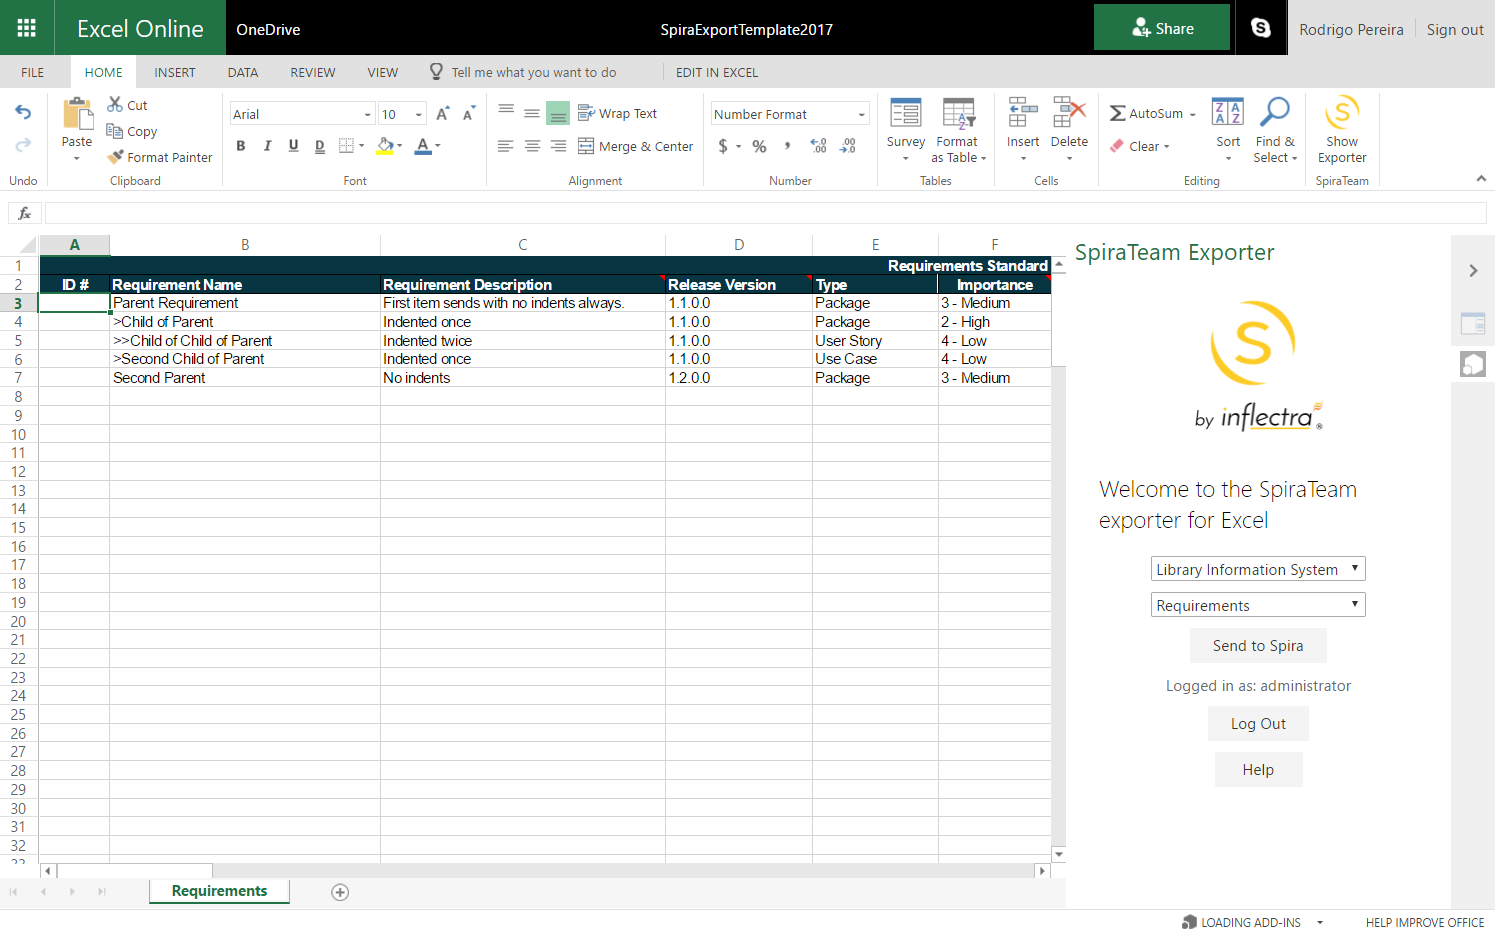 Excel Online OneDrive SpiraExportTemplate2017 Share Rodrigo Pereira Sign out
FILE HOME INSERT DATA REVIEW VIEW Tell me what you want to do EDIT IN EXCEL
Undo
Paste
Cut
Copy
Format Painter
Clipboard
Arial 10
B I U D
A
Font
Wrap Text
Merge & Center
Alignment
Number Format
$ % , .00 .00
Number
Survey
Format as Table
Tables
Insert
Delete
Cells
AutoSum
Clear
Sort
Find & Select
Editing
Show Exporter
SpiraTeam
fx
A B C D E F
1 Requirements Standard
2 ID # Requirement Name Requirement Description Release Version Type Importance
3 Parent Requirement First item sends with no indents always. 1.1.0.0 Package 3 - Medium
4 >Child of Parent Indented once 1.1.0.0 Package 2 - High
5 >>Child of Child of Parent Indented twice 1.1.0.0 User Story 4 - Low
6 >Second Child of Parent Indented once 1.1.0.0 Use Case 4 - Low
7 Second Parent No indents 1.2.0.0 Package 3 - Medium
8
9
10
11
12
13
14
15
16
17
18
19
20
21
22
23
24
25
26
27
28
29
30
31
32
Requirements
SpiraTeam Exporter
S
by inflectra®
Welcome to the SpiraTeam
exporter for Excel
Library Information System
Requirements
Send to Spira
Logged in as: administrator
Log Out
Help
LOADING ADD-INS HELP IMPROVE OFFICE